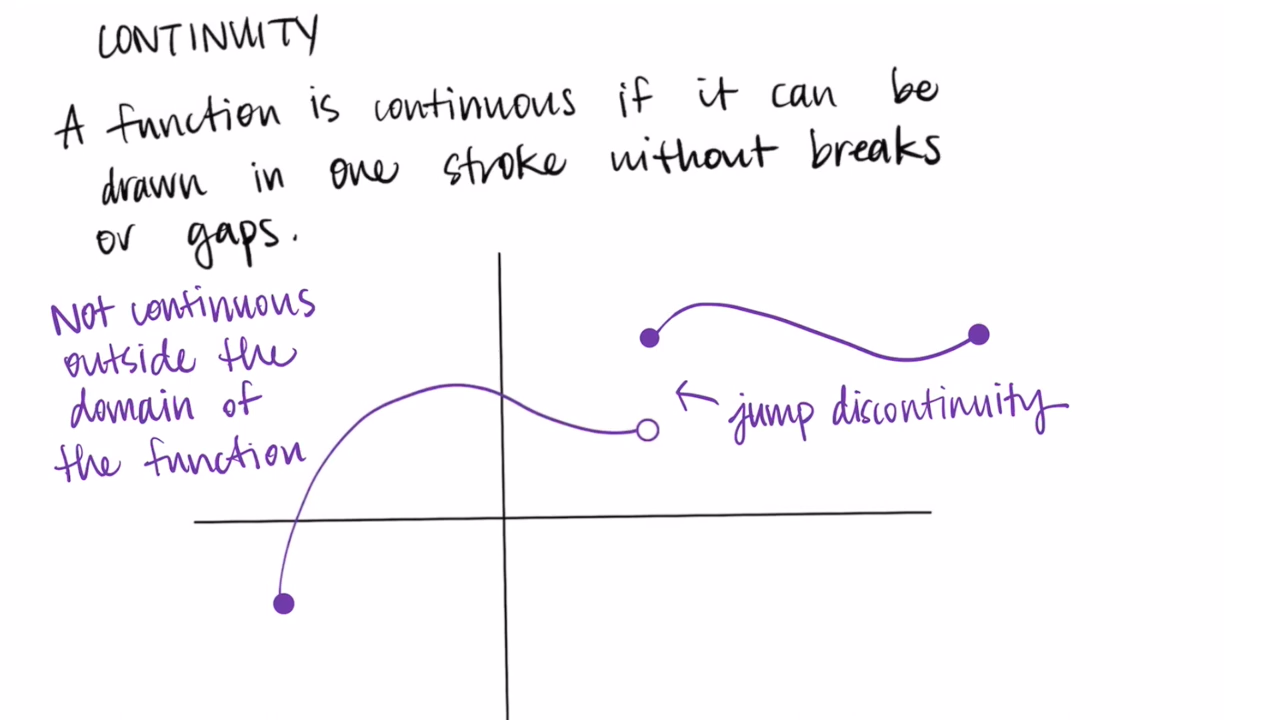 CONTINUITY
A function is continuous if it can be
drawn in one stroke without breaks
or gaps.
Not continuous
outside the
domain of
the function
← jump discontinuity